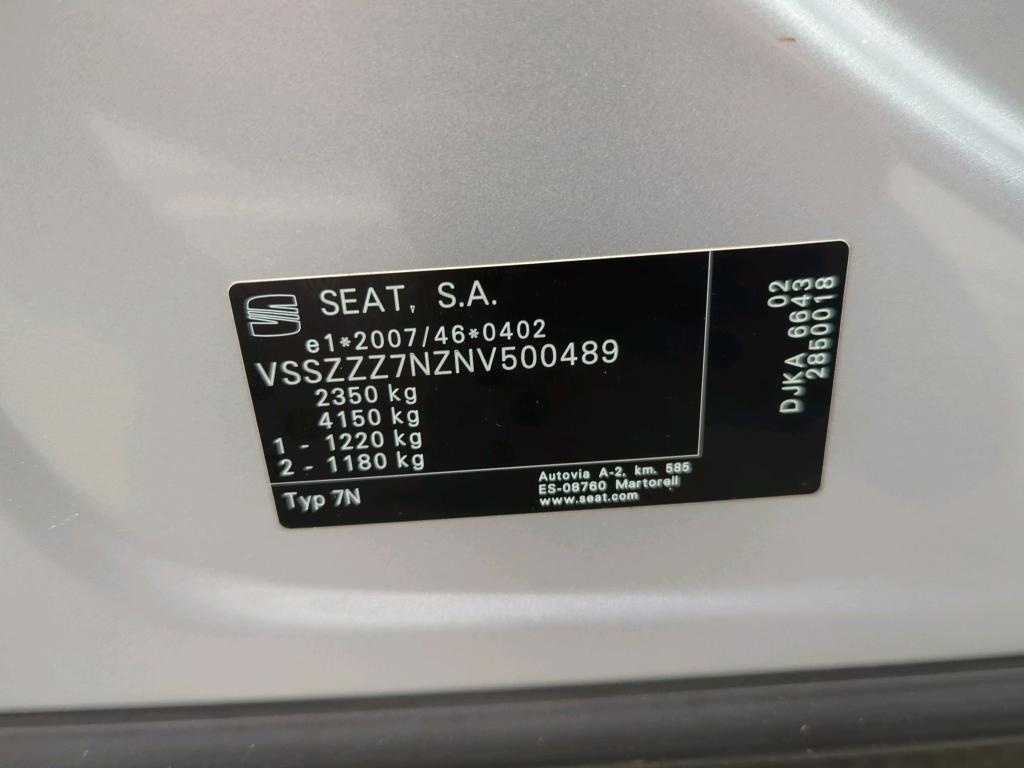 SEAT, S.A.
e1*2007/46*0402
VSSZZZ7NZNV500489
2350 kg
4150 kg
1 - 1220 kg
2 - 1180 kg
Typ 7N
Autovia A-2, km. 585
ES-08760 Martorell
www.seat.com
02
DJKA 6643
2850018